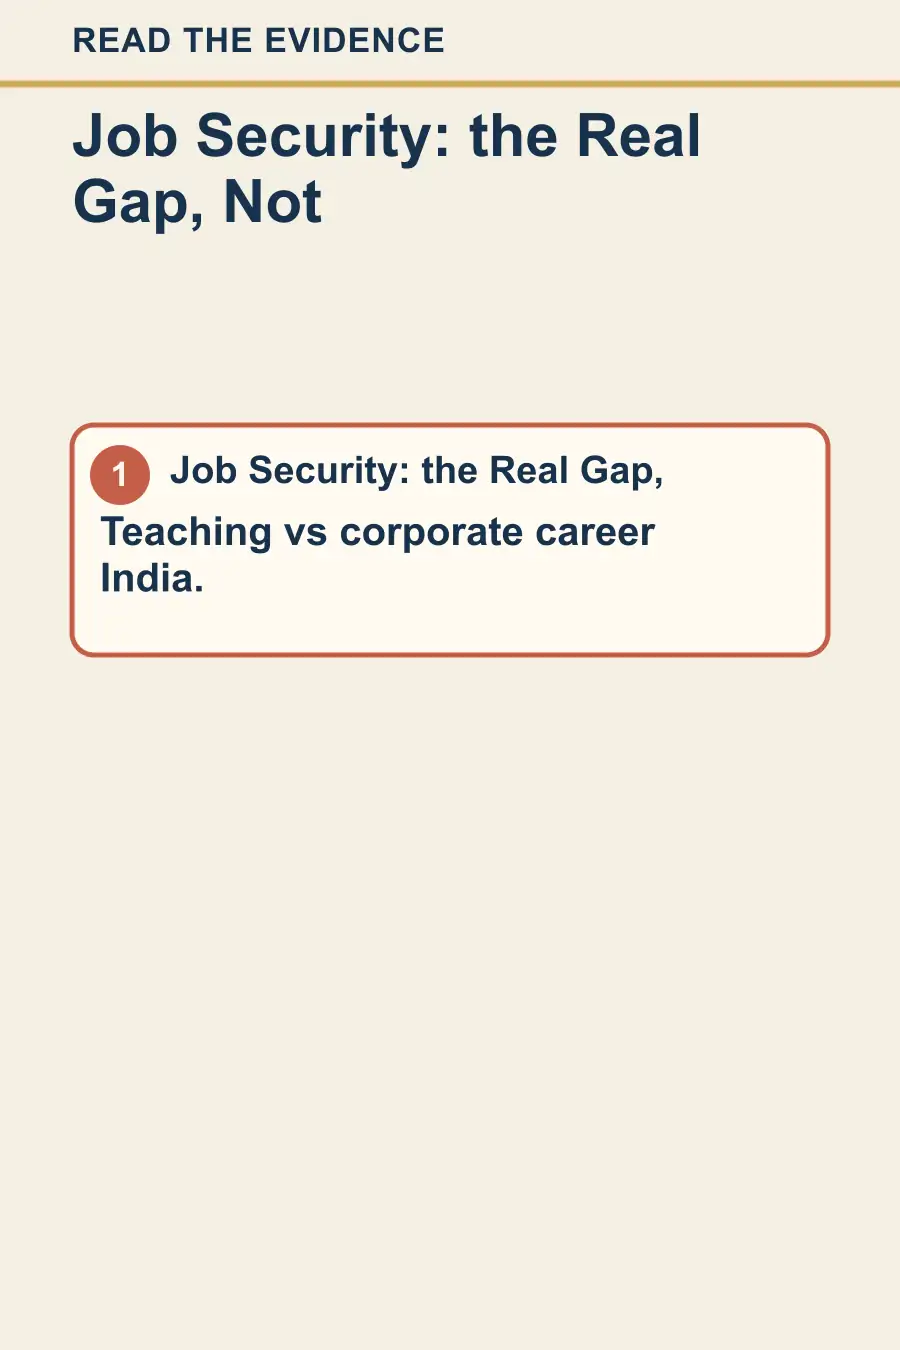 READ THE EVIDENCE
Job Security: the Real
Gap, Not
1 Job Security: the Real Gap,
Teaching vs corporate career
India.